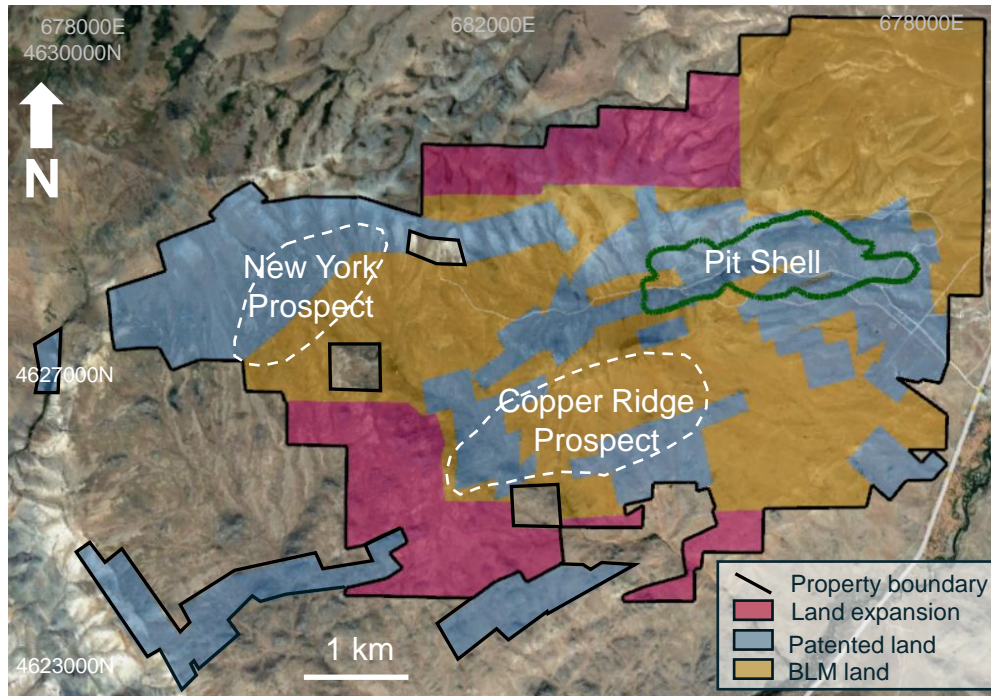 678000E
682000E
678000E
4630000N
N
New York
Prospect
Pit Shell
4627000N
Copper Ridge
Prospect
4623000N
1 km
Property boundary
Land expansion
Patented land
BLM land